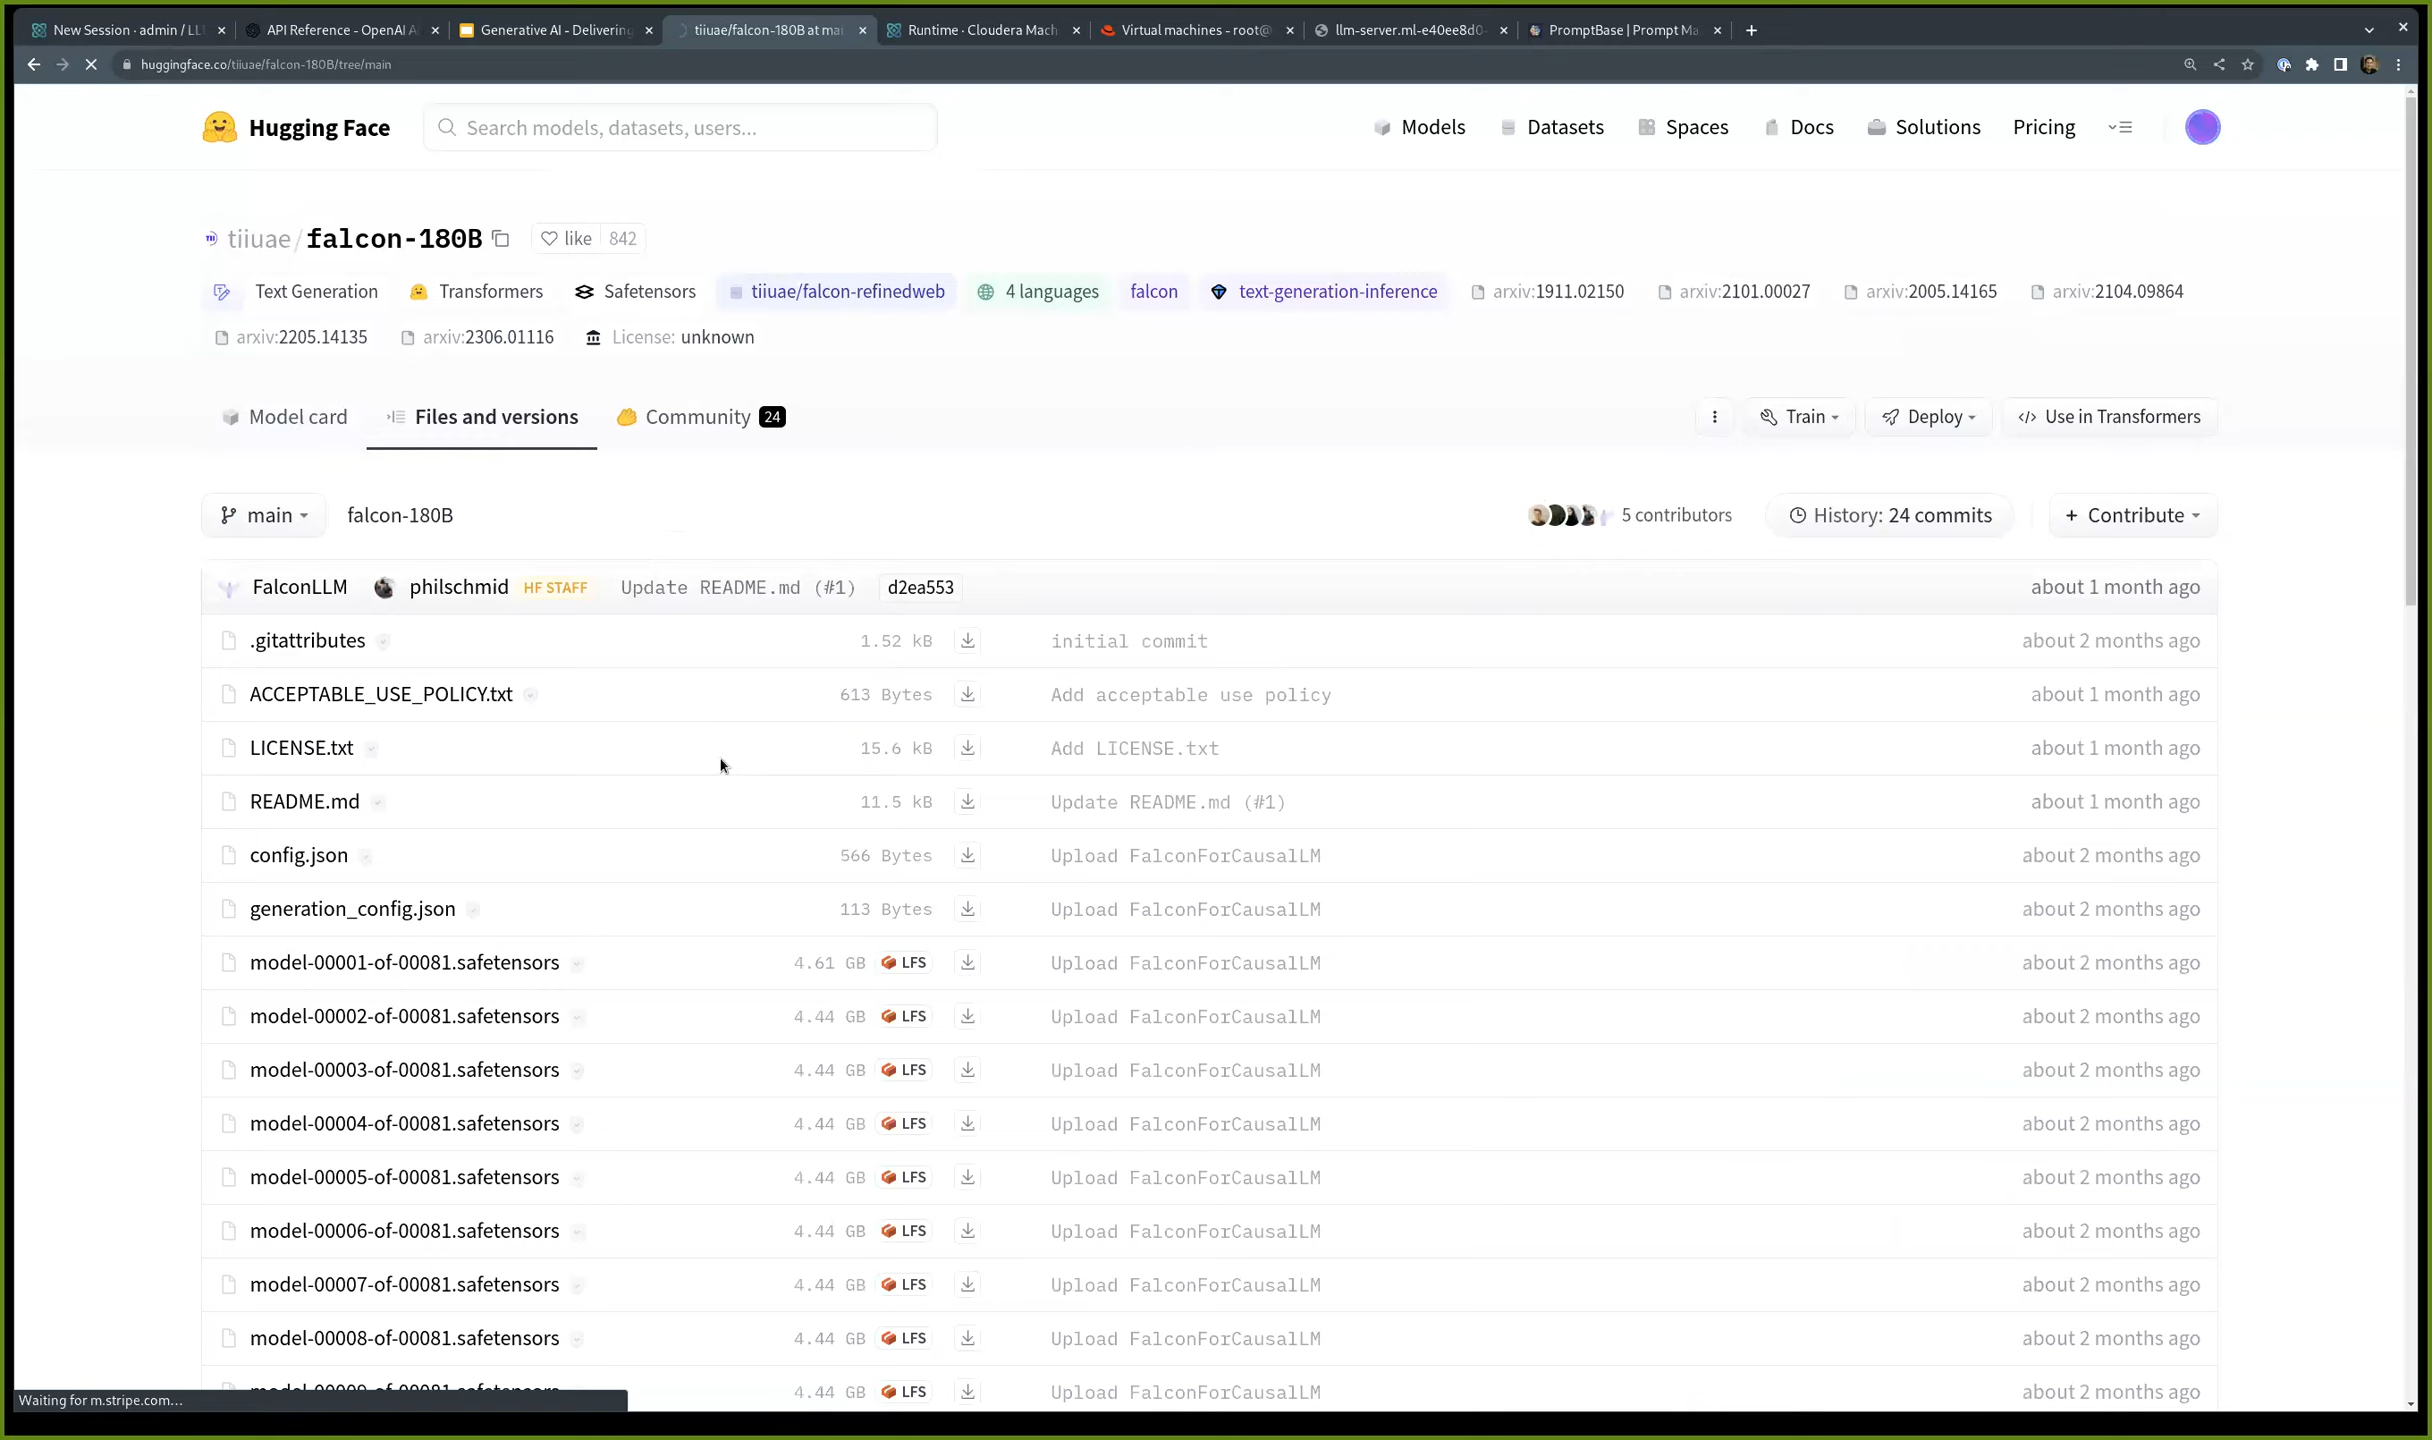 New Session · admin / LL
API Reference - OpenAI A
Generative AI - Delivering
tiiuae/falcon-180B at mai
Runtime · Cloudera Mach
Virtual machines - root@
llm-server.ml-e40ee8d0-
PromptBase | Prompt Ma
huggingface.co/tiiuae/falcon-180B/tree/main
Hugging Face
Search models, datasets, users...
Models
Datasets
Spaces
Docs
Solutions
Pricing
tiiuae/falcon-180B
like 842
Text Generation
Transformers
Safetensors
tiiuae/falcon-refinedweb
4 languages
falcon
text-generation-inference
arxiv:1911.02150
arxiv:2101.00027
arxiv:2005.14165
arxiv:2104.09864
arxiv:2205.14135
arxiv:2306.01116
License: unknown
Model card
Files and versions
Community 24
Train
Deploy
Use in Transformers
main
falcon-180B
5 contributors
History: 24 commits
+ Contribute
FalconLLM philschmid HF STAFF Update README.md (#1) d2ea553 about 1 month ago
.gitattributes 1.52 kB initial commit about 2 months ago
ACCEPTABLE_USE_POLICY.txt 613 Bytes Add acceptable use policy about 1 month ago
LICENSE.txt 15.6 kB Add LICENSE.txt about 1 month ago
README.md 11.5 kB Update README.md (#1) about 1 month ago
config.json 566 Bytes Upload FalconForCausalLM about 2 months ago
generation_config.json 113 Bytes Upload FalconForCausalLM about 2 months ago
model-00001-of-00081.safetensors 4.61 GB LFS Upload FalconForCausalLM about 2 months ago
model-00002-of-00081.safetensors 4.44 GB LFS Upload FalconForCausalLM about 2 months ago
model-00003-of-00081.safetensors 4.44 GB LFS Upload FalconForCausalLM about 2 months ago
model-00004-of-00081.safetensors 4.44 GB LFS Upload FalconForCausalLM about 2 months ago
model-00005-of-00081.safetensors 4.44 GB LFS Upload FalconForCausalLM about 2 months ago
model-00006-of-00081.safetensors 4.44 GB LFS Upload FalconForCausalLM about 2 months ago
model-00007-of-00081.safetensors 4.44 GB LFS Upload FalconForCausalLM about 2 months ago
model-00008-of-00081.safetensors 4.44 GB LFS Upload FalconForCausalLM about 2 months ago
model-00009-of-00081.safetensors 4.44 GB LFS Upload FalconForCausalLM about 2 months ago
Waiting for m.stripe.com...